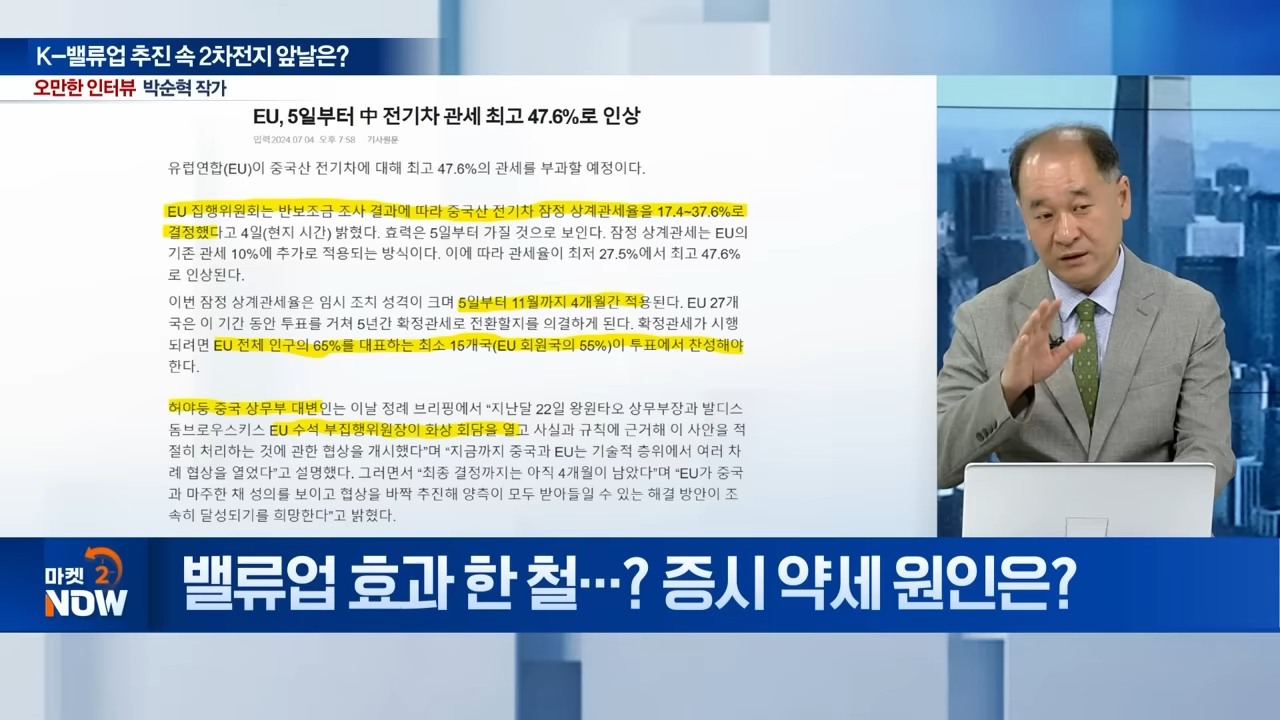 K-밸류업 추진 속 2차전지 앞날은?
오만한 인터뷰 박순혁 작가
EU, 5일부터 中 전기차 관세 최고 47.6%로 인상
입력 2024 07 04 오후 7:58 기사원문
유럽연합(EU)이 중국산 전기차에 대해 최고 47.6%의 관세를 부과할 예정이다.
EU 집행위원회는 반보조금 조사 결과에 따라 중국산 전기차 잠정 상계관세율을 17.4~37.6%로
결정했다고 4일(현지 시간) 밝혔다. 효력은 5일부터 가질 것으로 보인다. 잠정 상계관세는 EU의
기존 관세 10%에 추가로 적용되는 방식이다. 이에 따라 관세율이 최저 27.5%에서 최고 47.6%
로 인상된다.
이번 잠정 상계관세율은 임시 조치 성격이 크며 5일부터 11월까지 4개월간 적용된다. EU 27개
국은 이 기간 동안 투표를 거쳐 5년간 확정관세로 전환할지를 의결하게 된다. 확정관세가 시행
되려면 EU 전체 인구의 65%를 대표하는 최소 15개국(EU 회원국의 55%)이 투표에서 찬성해야
한다.
허야둥 중국 상무부 대변인는 이날 정례 브리핑에서 “지난달 22일 왕원타오 상무부장과 발디스
돔브로우스키스 EU 수석 부집행위원장이 화상 회담을 열고 사실과 규칙에 근거해 이 사안을 적
절히 처리하는 것에 관한 협상을 개시했다”며 “지금까지 중국과 EU는 기술적 층위에서 여러 차
례 협상을 열었다”고 설명했다. 그러면서 “최종 결정까지는 아직 4개월이 남았다”며 “EU가 중국
과 마주한 채 성의를 보이고 협상을 바짝 추진해 양측이 모두 받아들일 수 있는 해결 방안이 조
속히 달성되기를 희망한다”고 밝혔다.
마켓 2
NOW
밸류업 효과 한 철…? 증시 약세 원인은?